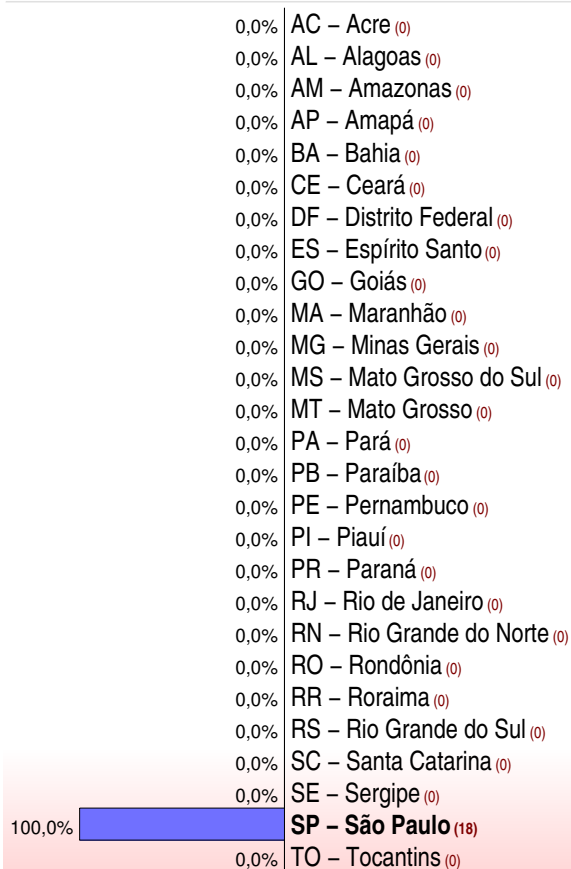 0,0% AC – Acre (0)
0,0% AL – Alagoas (0)
0,0% AM – Amazonas (0)
0,0% AP – Amapá (0)
0,0% BA – Bahia (0)
0,0% CE – Ceará (0)
0,0% DF – Distrito Federal (0)
0,0% ES – Espírito Santo (0)
0,0% GO – Goiás (0)
0,0% MA – Maranhão (0)
0,0% MG – Minas Gerais (0)
0,0% MS – Mato Grosso do Sul (0)
0,0% MT – Mato Grosso (0)
0,0% PA – Pará (0)
0,0% PB – Paraíba (0)
0,0% PE – Pernambuco (0)
0,0% PI – Piauí (0)
0,0% PR – Paraná (0)
0,0% RJ – Rio de Janeiro (0)
0,0% RN – Rio Grande do Norte (0)
0,0% RO – Rondônia (0)
0,0% RR – Roraima (0)
0,0% RS – Rio Grande do Sul (0)
0,0% SC – Santa Catarina (0)
0,0% SE – Sergipe (0)
100,0% SP – São Paulo (18)
0,0% TO – Tocantins (0)